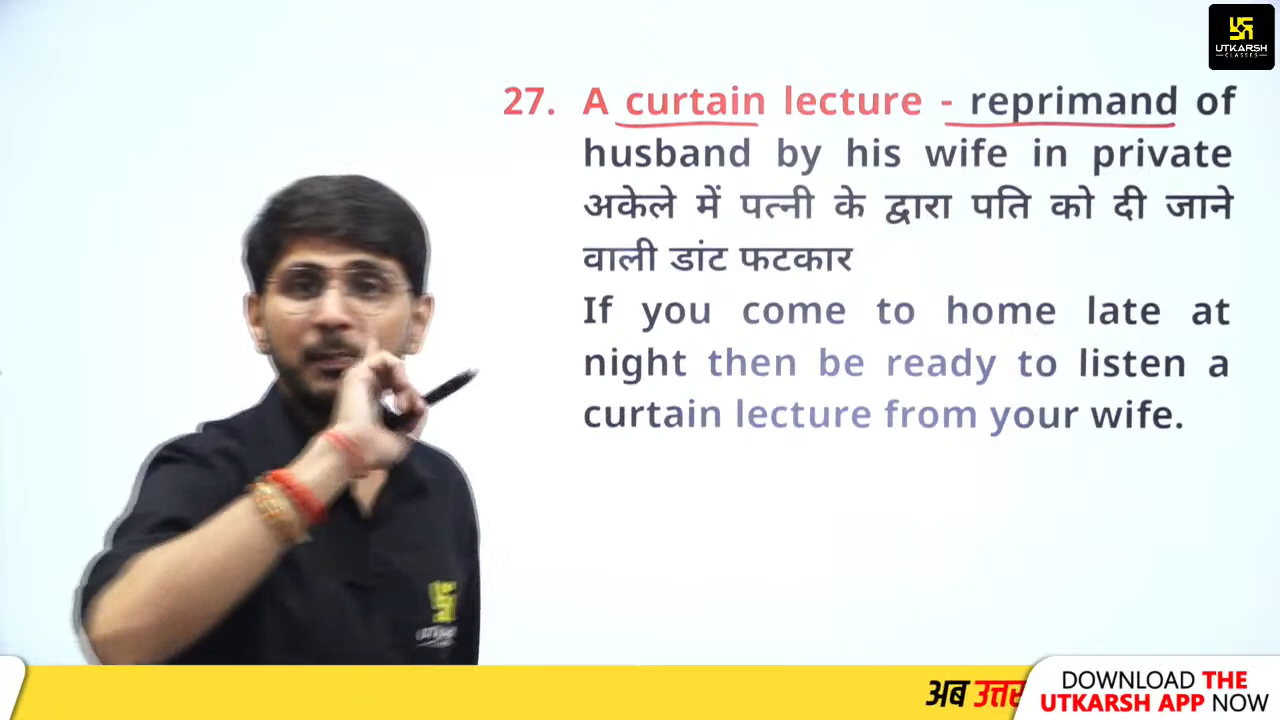 UTKARSH
CLASSES
27. A curtain lecture - reprimand of
husband by his wife in private
अकेले में पत्नी के द्वारा पति को दी जाने
वाली डांट फटकार
If you come to home late at
night then be ready to listen a
curtain lecture from your wife.
अब
DOWNLOAD THE
UTKARSH APP NOW